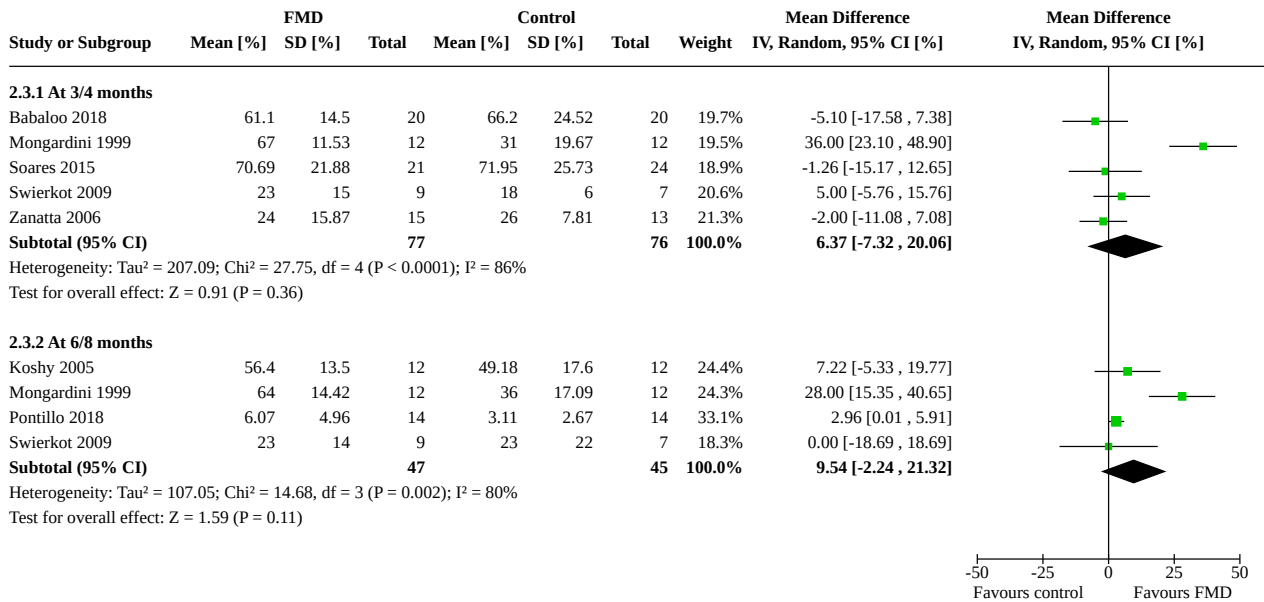 FMD Control Mean Difference Mean Difference
Study or Subgroup Mean [%] SD [%] Total Mean [%] SD [%] Total Weight IV, Random, 95% CI [%] IV, Random, 95% CI [%]
2.3.1 At 3/4 months
Babaloo 2018 61.1 14.5 20 66.2 24.52 20 19.7% -5.10 [-17.58 , 7.38]
Mongardini 1999 67 11.53 12 31 19.67 12 19.5% 36.00 [23.10 , 48.90]
Soares 2015 70.69 21.88 21 71.95 25.73 24 18.9% -1.26 [-15.17 , 12.65]
Swierkot 2009 23 15 9 18 6 7 20.6% 5.00 [-5.76 , 15.76]
Zanatta 2006 24 15.87 15 26 7.81 13 21.3% -2.00 [-11.08 , 7.08]
Subtotal (95% CI) 77 76 100.0% 6.37 [-7.32 , 20.06]
Heterogeneity: Tau² = 207.09; Chi² = 27.75, df = 4 (P < 0.0001); I² = 86%
Test for overall effect: Z = 0.91 (P = 0.36)
2.3.2 At 6/8 months
Koshy 2005 56.4 13.5 12 49.18 17.6 12 24.4% 7.22 [-5.33 , 19.77]
Mongardini 1999 64 14.42 12 36 17.09 12 24.3% 28.00 [15.35 , 40.65]
Pontillo 2018 6.07 4.96 14 3.11 2.67 14 33.1% 2.96 [0.01 , 5.91]
Swierkot 2009 23 14 9 23 22 7 18.3% 0.00 [-18.69 , 18.69]
Subtotal (95% CI) 47 45 100.0% 9.54 [-2.24 , 21.32]
Heterogeneity: Tau² = 107.05; Chi² = 14.68, df = 3 (P = 0.002); I² = 80%
Test for overall effect: Z = 1.59 (P = 0.11)
-50 -25 0 25 50
Favours control Favours FMD